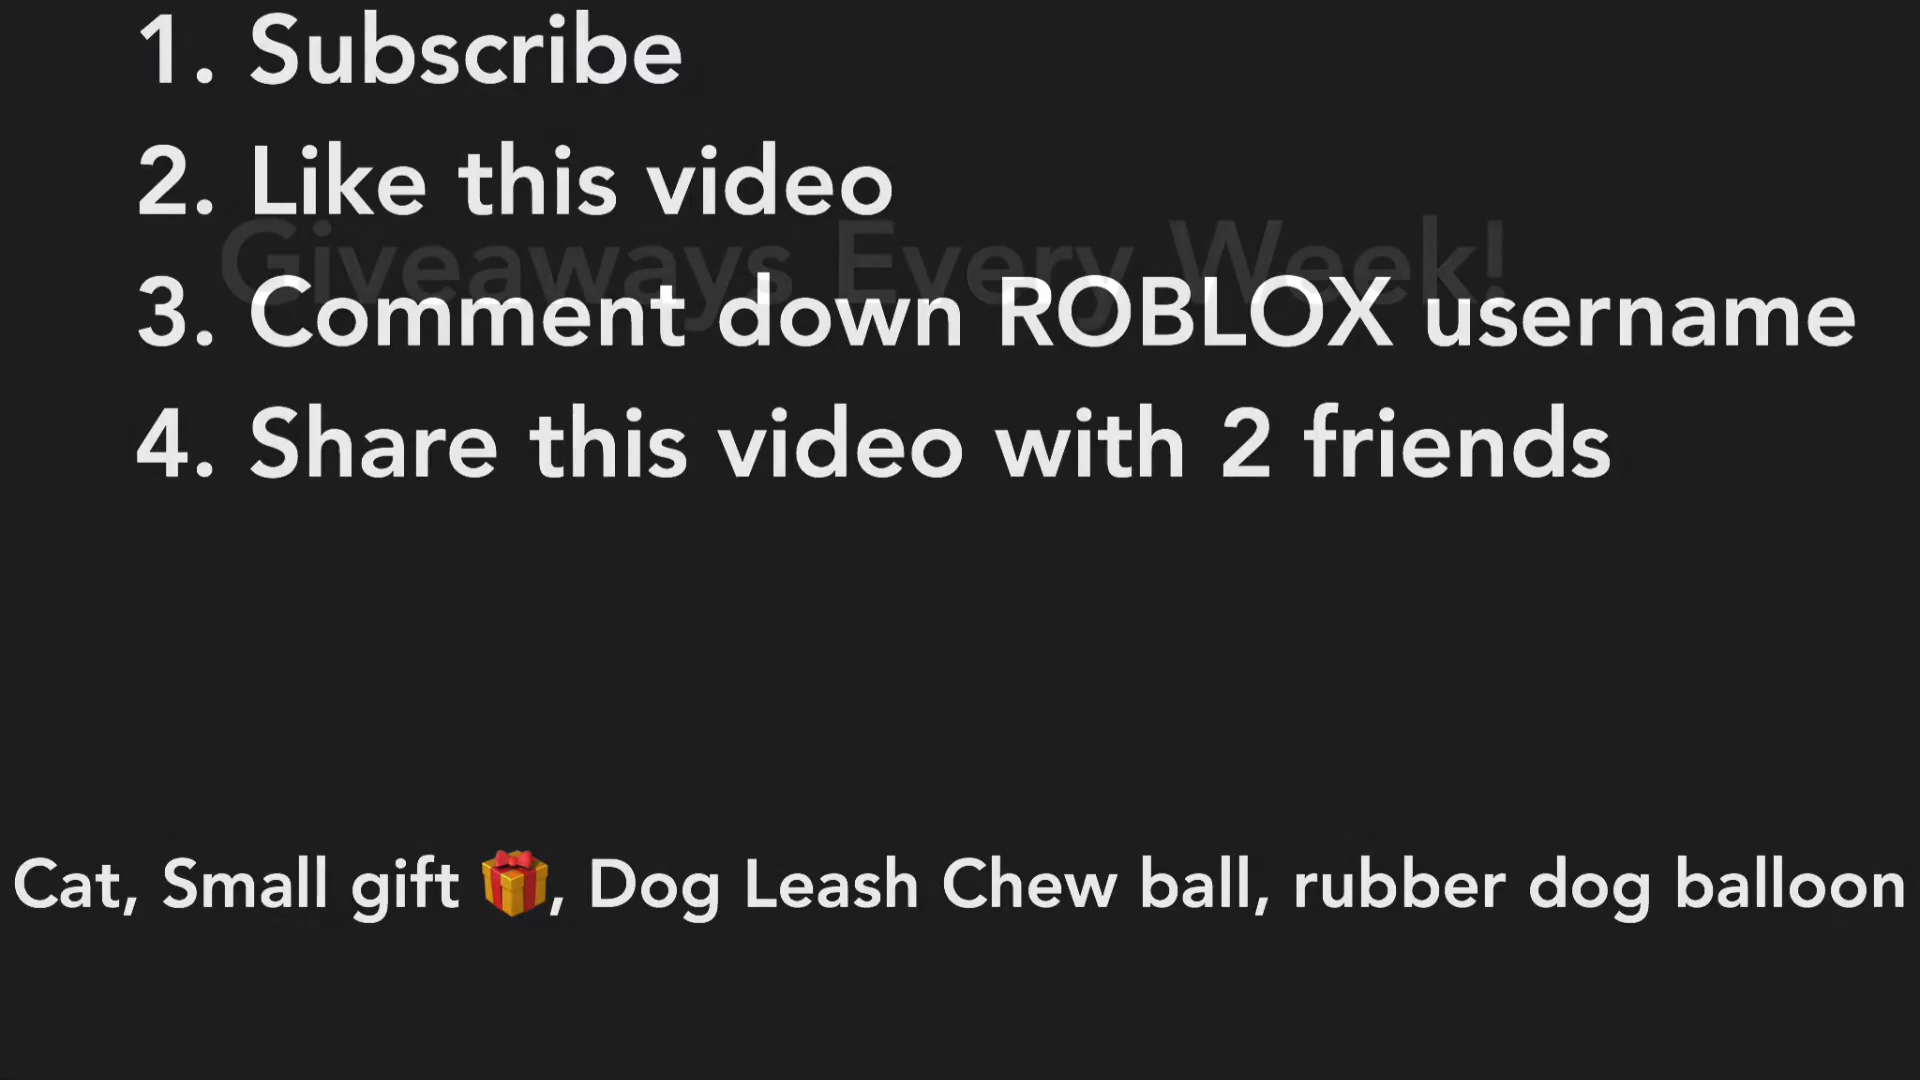 1. Subscribe
2. Like this video
Giveaways Every Week!
3. Comment down ROBLOX username
4. Share this video with 2 friends
Cat, Small gift 🎁, Dog Leash Chew ball, rubber dog balloon